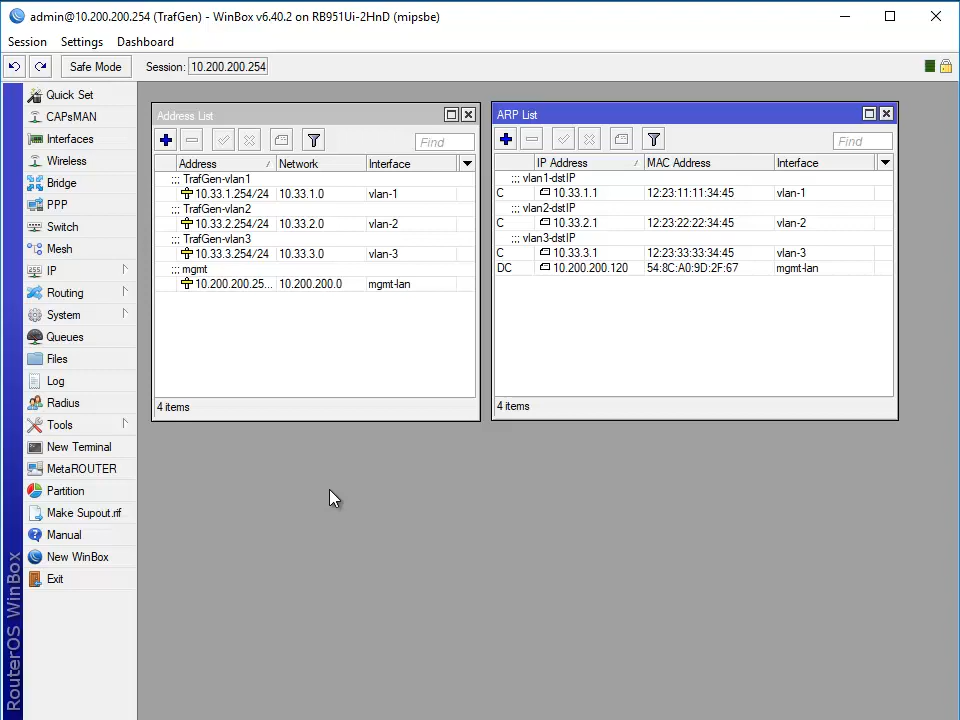 admin@10.200.200.254 (TrafGen) - WinBox v6.40.2 on RB951Ui-2HnD (mipsbe)
Session Settings Dashboard
Safe Mode Session: 10.200.200.254
Quick Set
CAPsMAN
Interfaces
Wireless
Bridge
PPP
Switch
Mesh
IP
Routing
System
Queues
Files
Log
Radius
Tools
New Terminal
MetaROUTER
Partition
Make Supout.rif
Manual
New WinBox
Exit
RouterOS WinBox
Address List
Find
Address Network Interface
;;; TrafGen-vlan1
10.33.1.254/24 10.33.1.0 vlan-1
;;; TrafGen-vlan2
10.33.2.254/24 10.33.2.0 vlan-2
;;; TrafGen-vlan3
10.33.3.254/24 10.33.3.0 vlan-3
;;; mgmt
10.200.200.25... 10.200.200.0 mgmt-lan
4 items
ARP List
Find
IP Address MAC Address Interface
;;; vlan1-dstIP
C 10.33.1.1 12:23:11:11:34:45 vlan-1
;;; vlan2-dstIP
C 10.33.2.1 12:23:22:22:34:45 vlan-2
;;; vlan3-dstIP
C 10.33.3.1 12:23:33:33:34:45 vlan-3
DC 10.200.200.120 54:8C:A0:9D:2F:67 mgmt-lan
4 items